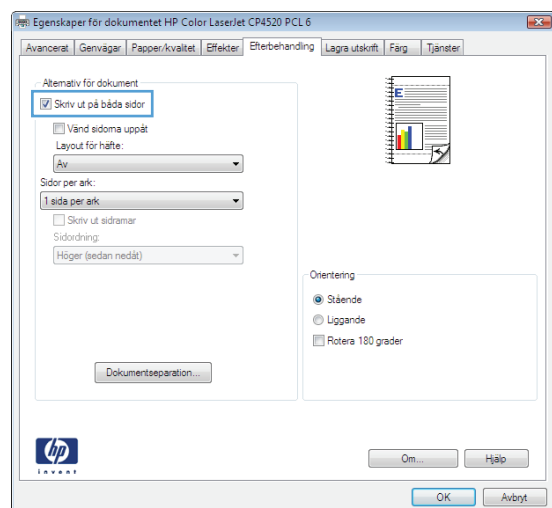 Egenskaper för dokumentet HP Color LaserJet CP4520 PCL 6
Avancerat Genvägar Papper/kvalitet Effekter Efterbehandling Lagra utskrift Färg Tjänster
Alternativ för dokument
Skriv ut på båda sidor
Vänd sidorna uppåt
Layout för häfte:
Av
Sidor per ark:
1 sida per ark
Skriv ut sidramar
Sidordning:
Höger (sedan nedåt)
Dokumentseparation...
E
Orientering
Stående
Liggande
Rotera 180 grader
hp
invent
Om... Hjälp
OK Avbryt